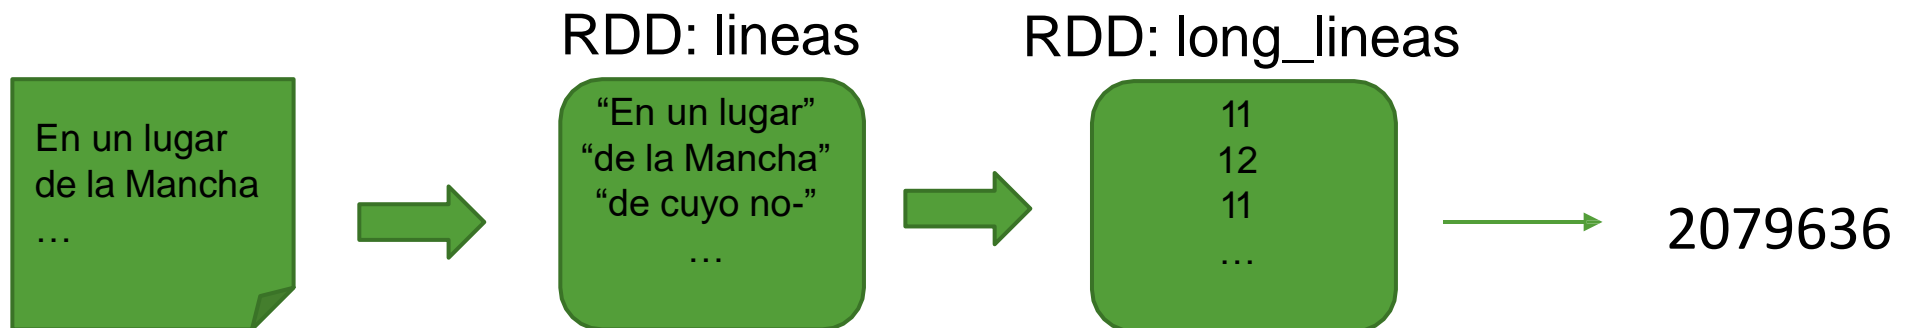 RDD: lineas
RDD: long_lineas
En un lugar
de la Mancha
…
“En un lugar”
“de la Mancha”
“de cuyo no-”
…
11
12
11
…
2079636